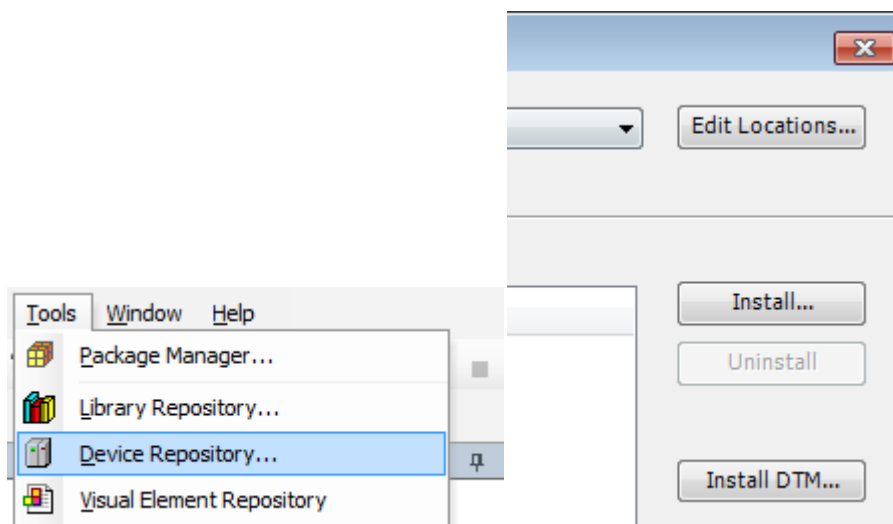 Edit Locations...
Install...
Uninstall
Install DTM...
Tools Window Help
Package Manager...
Library Repository...
Device Repository...
Visual Element Repository